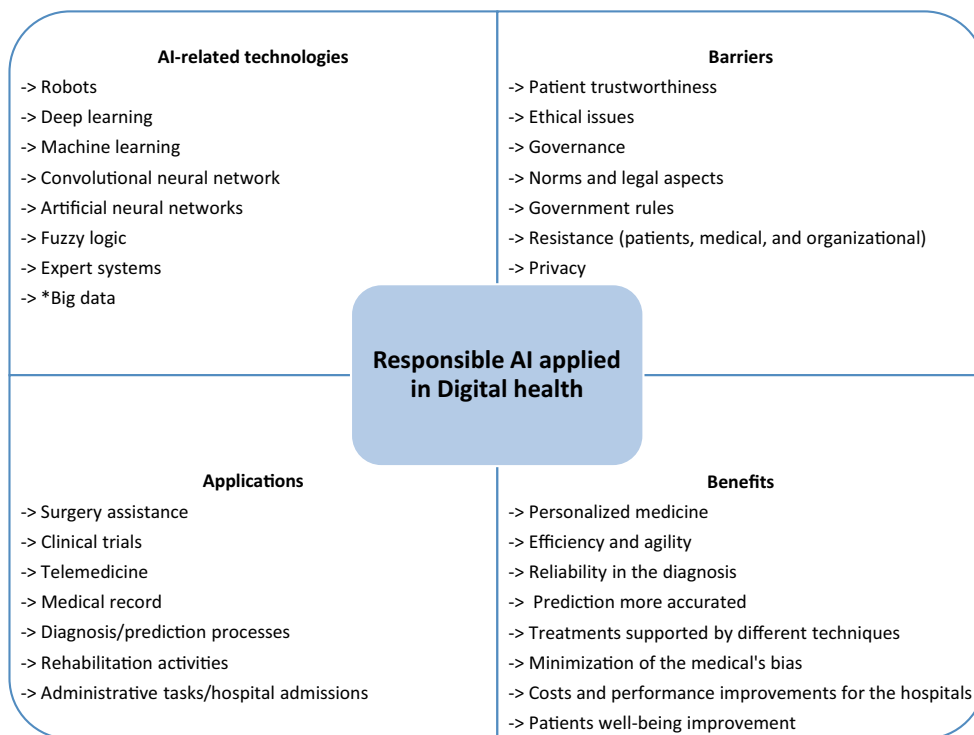 AI-related technologies
-> Robots
-> Deep learning
-> Machine learning
-> Convolutional neural network
-> Artificial neural networks
-> Fuzzy logic
-> Expert systems
-> *Big data
Barriers
-> Patient trustworthiness
-> Ethical issues
-> Governance
-> Norms and legal aspects
-> Government rules
-> Resistance (patients, medical, and organizational)
-> Privacy
Responsible AI applied
in Digital health
Applications
-> Surgery assistance
-> Clinical trials
-> Telemedicine
-> Medical record
-> Diagnosis/prediction processes
-> Rehabilitation activities
-> Administrative tasks/hospital admissions
Benefits
-> Personalized medicine
-> Efficiency and agility
-> Reliability in the diagnosis
-> Prediction more accurated
-> Treatments supported by different techniques
-> Minimization of the medical's bias
-> Costs and performance improvements for the hospitals
-> Patients well-being improvement